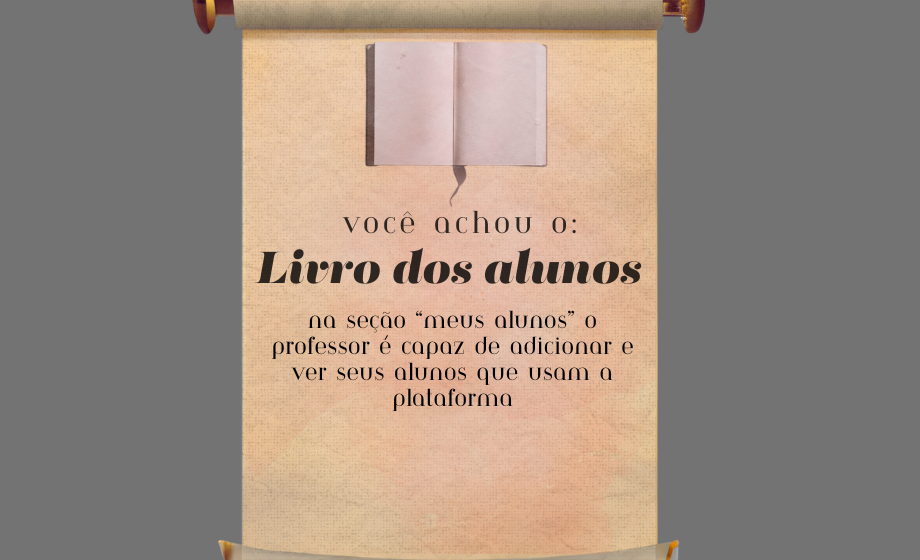 você achou o:
Livro dos alunos
na seção “meus alunos” o
professor é capaz de adicionar e
ver seus alunos que usam a
plataforma